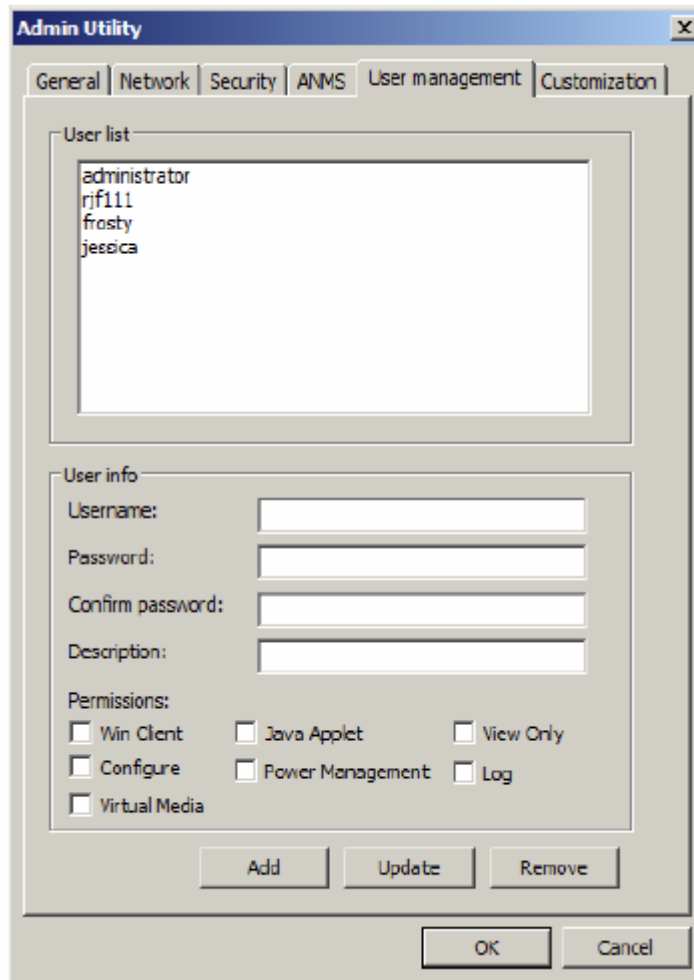 Admin Utility
General Network Security ANMS User management Customization
User list
administrator
rjf111
frosty
jessica
User info
Username:
Password:
Confirm password:
Description:
Permissions:
Win Client Java Applet View Only
Configure Power Management Log
Virtual Media
Add Update Remove
OK Cancel